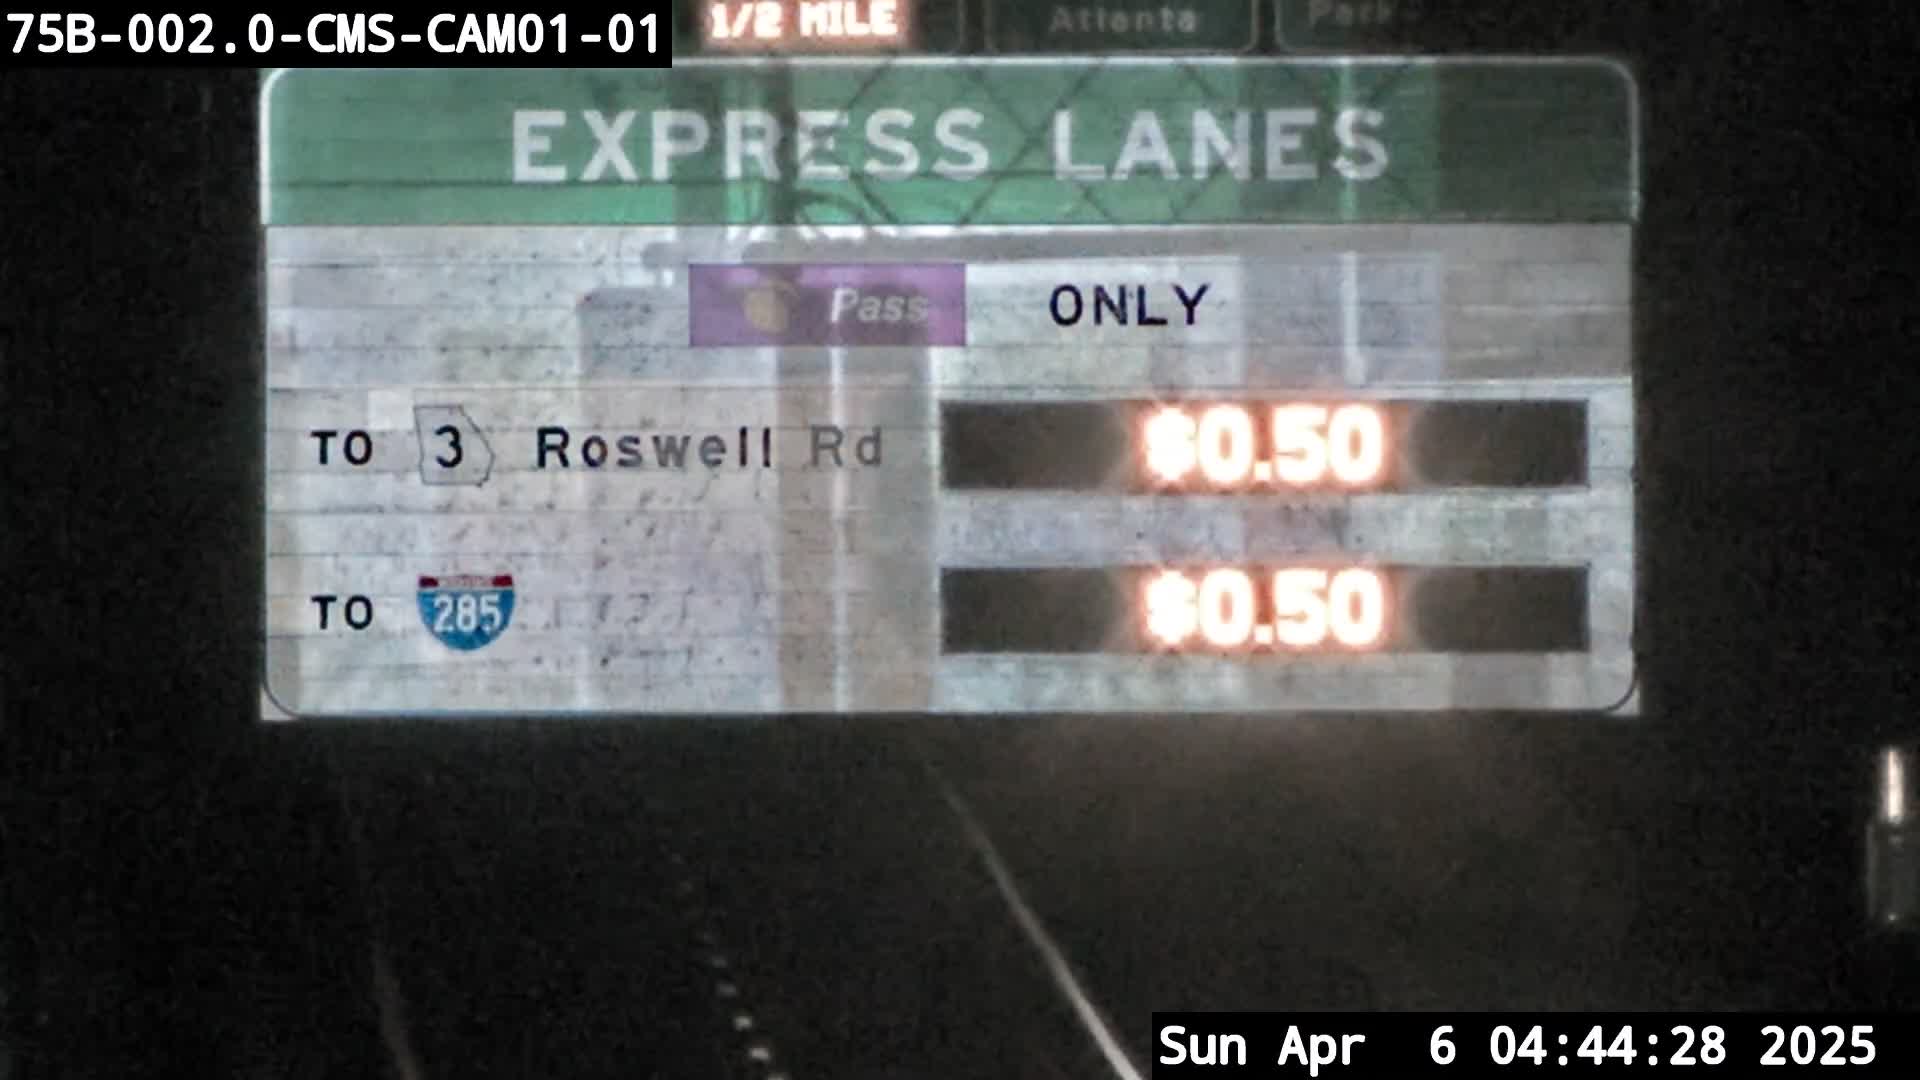 75B-002.0-CMS-CAM01-01
1/2 MILE
Atlanta
Park
EXPRESS LANES
Pass ONLY
TO 3 Roswell Rd $0.50
TO 285 $0.50
Sun Apr 6 04:44:28 2025